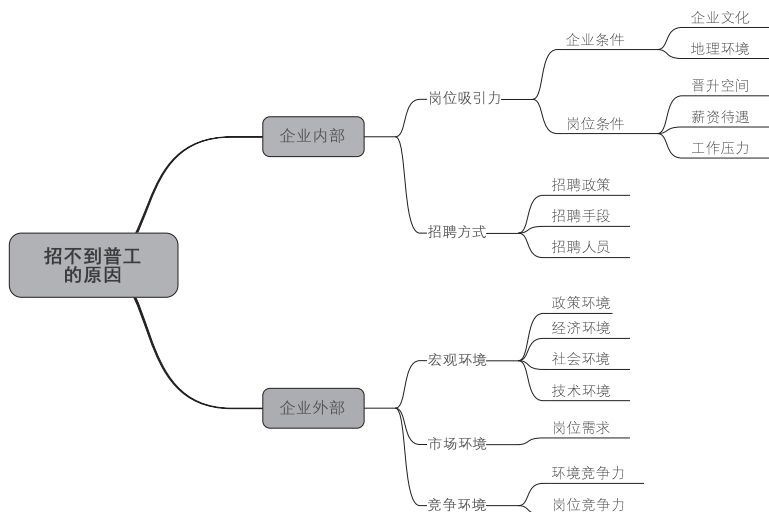 招不到普工
的原因
企业内部
岗位吸引力
企业条件
企业文化
地理环境
岗位条件
晋升空间
薪资待遇
工作压力
招聘方式
招聘政策
招聘手段
招聘人员
企业外部
宏观环境
政策环境
经济环境
社会环境
技术环境
市场环境
岗位需求
竞争环境
环境竞争力
岗位竞争力